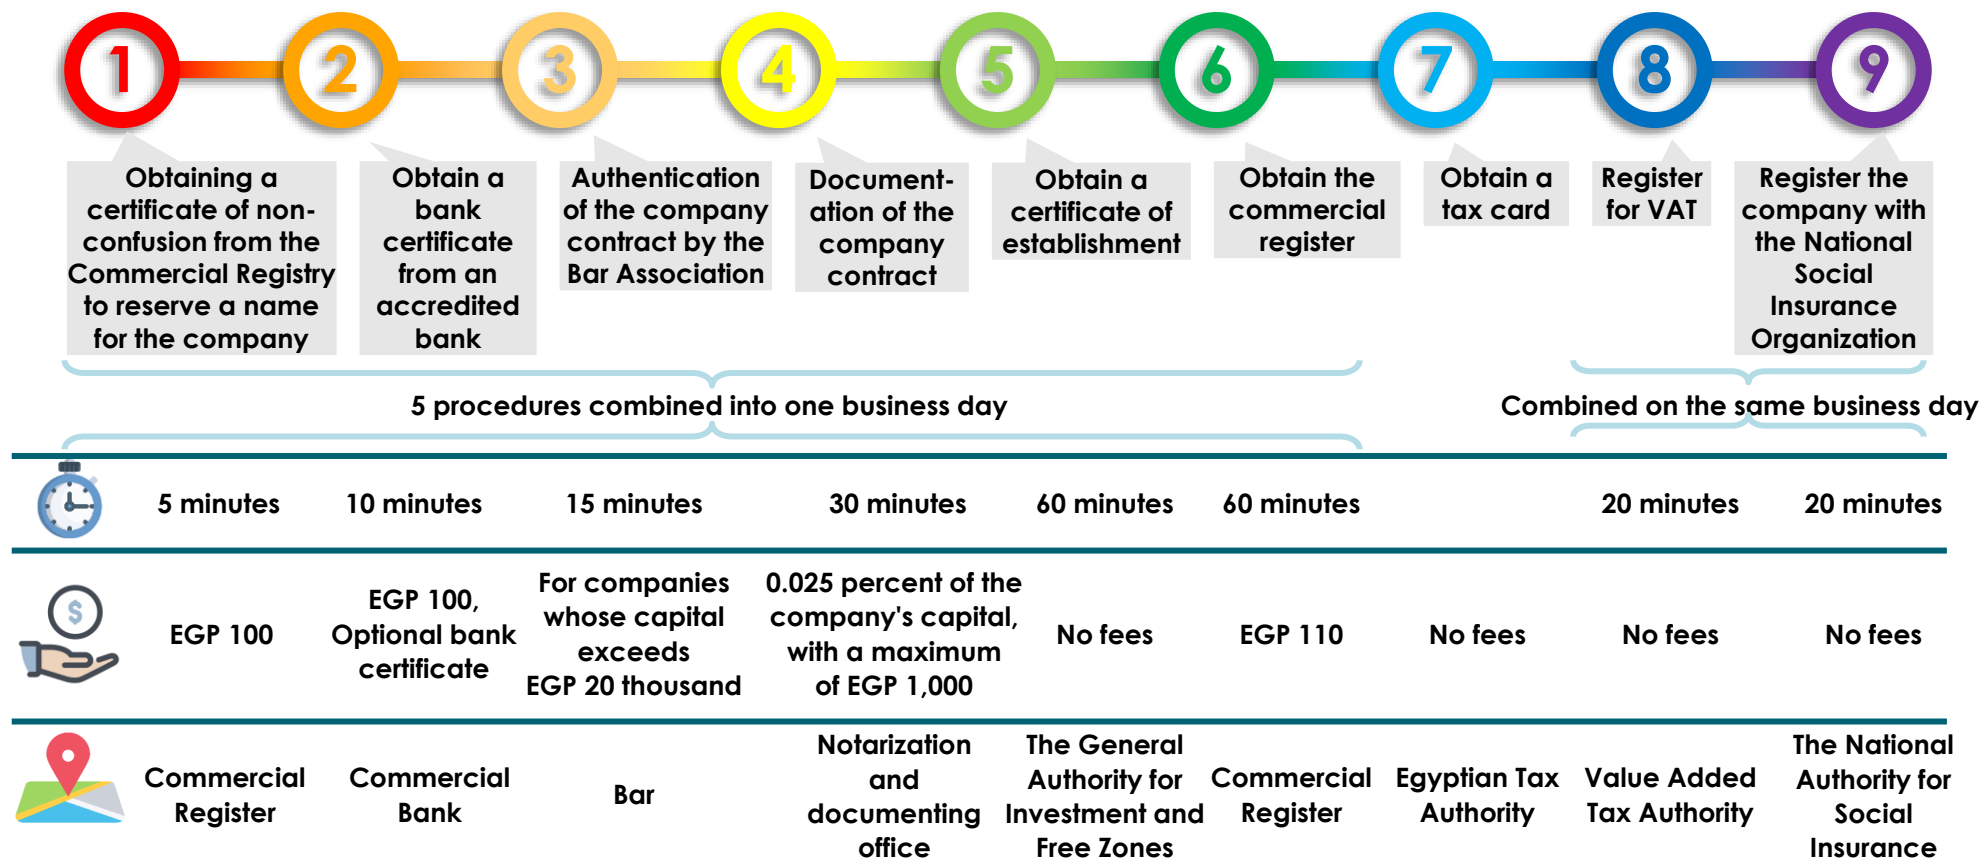 1
2
3
4
5
6
7
8
9
Obtaining a
certificate of non-
confusion from the
Commercial Registry
to reserve a name
for the company
Obtain a
bank
certificate
from an
accredited
bank
Authentication
of the company
contract by the
Bar Association
Document-
ation of the
company
contract
Obtain a
certificate of
establishment
Obtain the
commercial
register
Obtain a
tax card
Register
for VAT
Register the
company with
the National
Social
Insurance
Organization
5 procedures combined into one business day
Combined on the same business day
5 minutes
10 minutes
15 minutes
30 minutes
60 minutes
60 minutes
20 minutes
20 minutes
$
EGP 100
EGP 100,
Optional bank
certificate
For companies
whose capital
exceeds
EGP 20 thousand
0.025 percent of the
company's capital,
with a maximum
of EGP 1,000
No fees
EGP 110
No fees
No fees
No fees
Commercial
Register
Commercial
Bank
Bar
Notarization
and
documenting
office
The General
Authority for
Investment and
Free Zones
Commercial
Register
Egyptian Tax
Authority
Value Added
Tax Authority
The National
Authority for
Social
Insurance